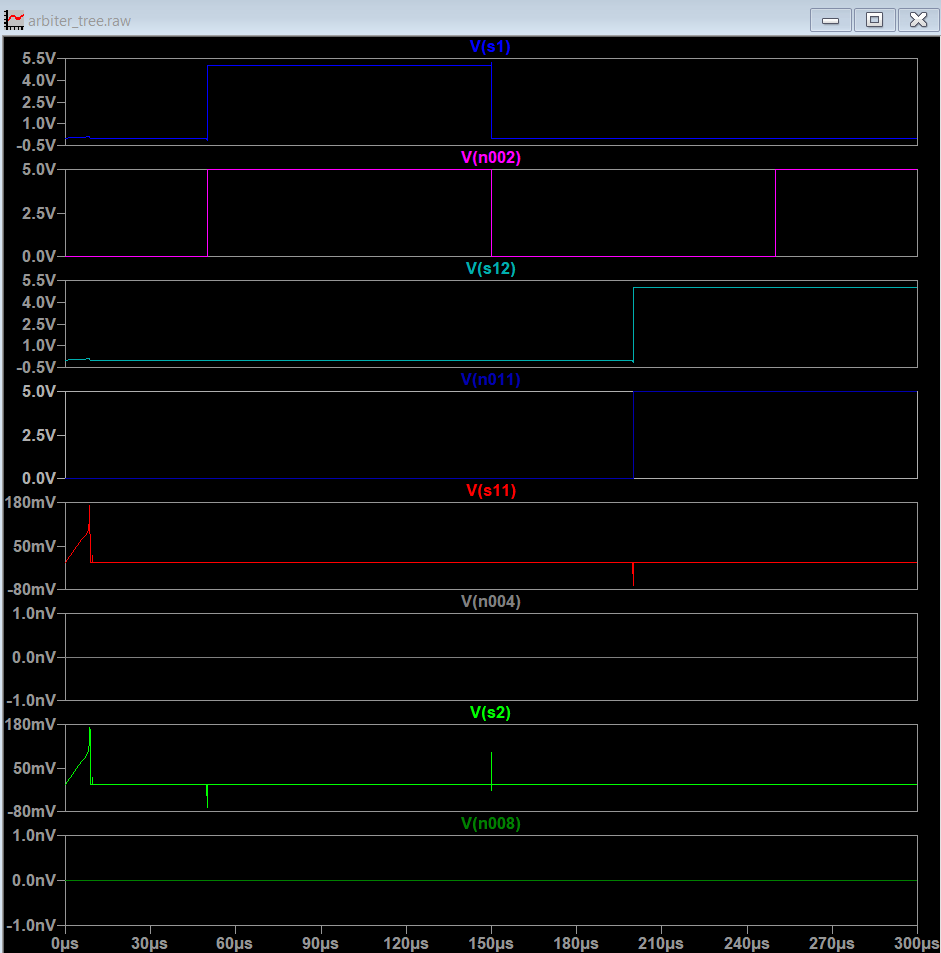 arbiter_tree.raw
V(s1)
5.5V
4.0V
2.5V
1.0V
-0.5V
V(n002)
5.0V
2.5V
0.0V
V(s12)
5.5V
4.0V
2.5V
1.0V
-0.5V
V(n011)
5.0V
2.5V
0.0V
V(s11)
180mV
50mV
-80mV
V(n004)
1.0nV
0.0nV
-1.0nV
V(s2)
180mV
50mV
-80mV
V(n008)
1.0nV
0.0nV
-1.0nV
0µs 30µs 60µs 90µs 120µs 150µs 180µs 210µs 240µs 270µs 300µs